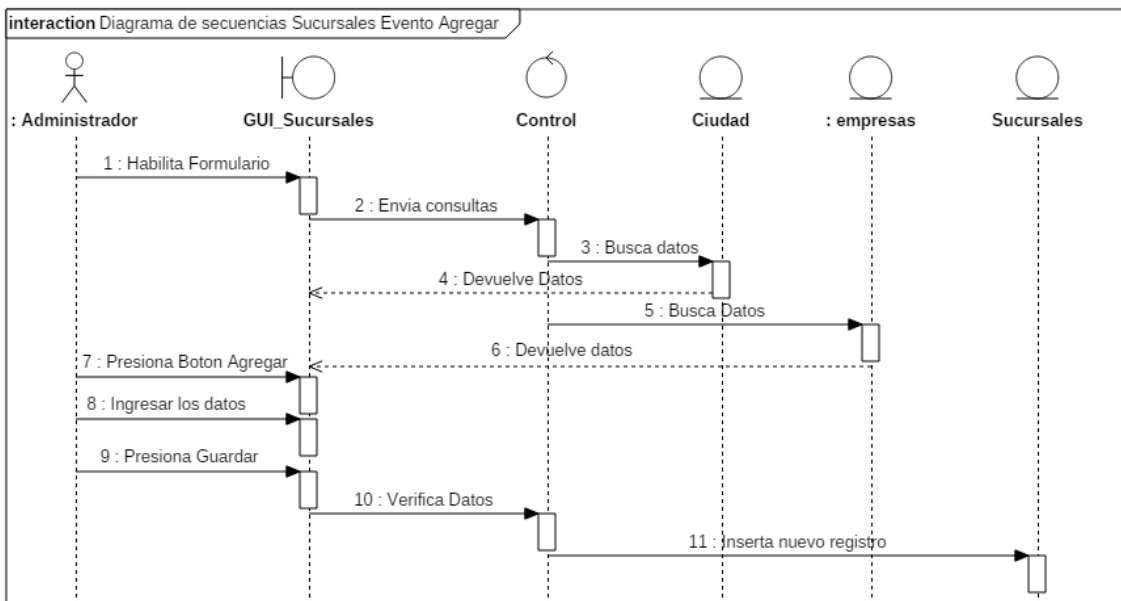 interaction Diagrama de secuencias Sucursales Evento Agregar
: Administrador
GUI_Sucursales
Control
Ciudad
: empresas
Sucursales
1 : Habilita Formulario
2 : Envia consultas
3 : Busca datos
4 : Devuelve Datos
5 : Busca Datos
6 : Devuelve datos
7 : Presiona Boton Agregar
8 : Ingresar los datos
9 : Presiona Guardar
10 : Verifica Datos
11 : Inserta nuevo registro